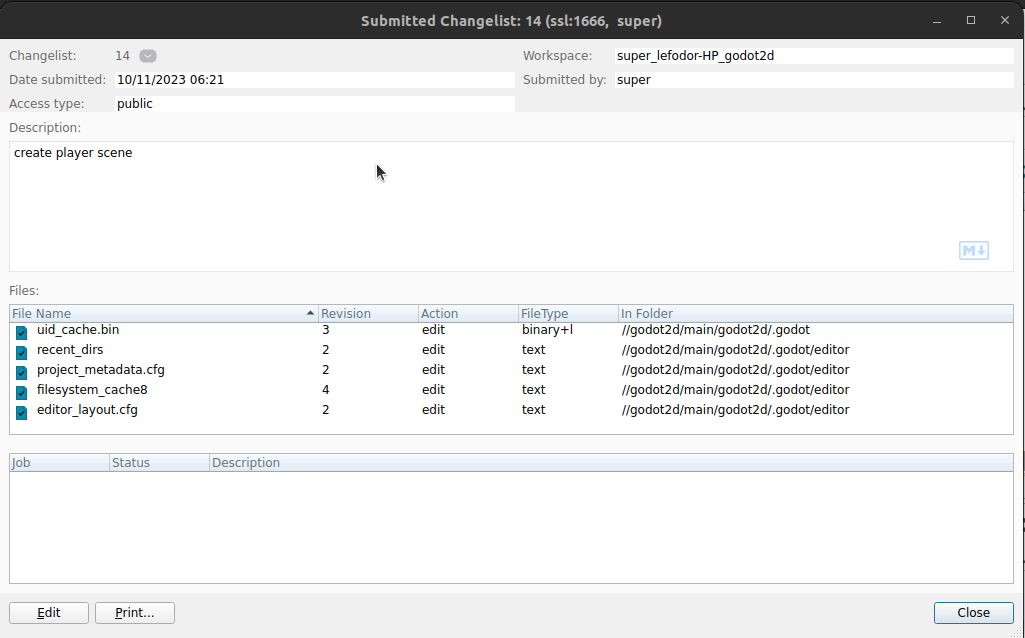 Submitted Changelist: 14 (ssl:1666,  super)
Changelist: 14 Workspace: super_lefodor-HP_godot2d
Date submitted: 10/11/2023 06:21 Submitted by: super
Access type: public
Description:
create player scene
M
Files:
File Name Revision Action FileType In Folder
uid_cache.bin 3 edit binary+l //godot2d/main/godot2d/.godot
recent_dirs 2 edit text //godot2d/main/godot2d/.godot/editor
project_metadata.cfg 2 edit text //godot2d/main/godot2d/.godot/editor
filesystem_cache8 4 edit text //godot2d/main/godot2d/.godot/editor
editor_layout.cfg 2 edit text //godot2d/main/godot2d/.godot/editor
Job Status Description
Edit Print... Close